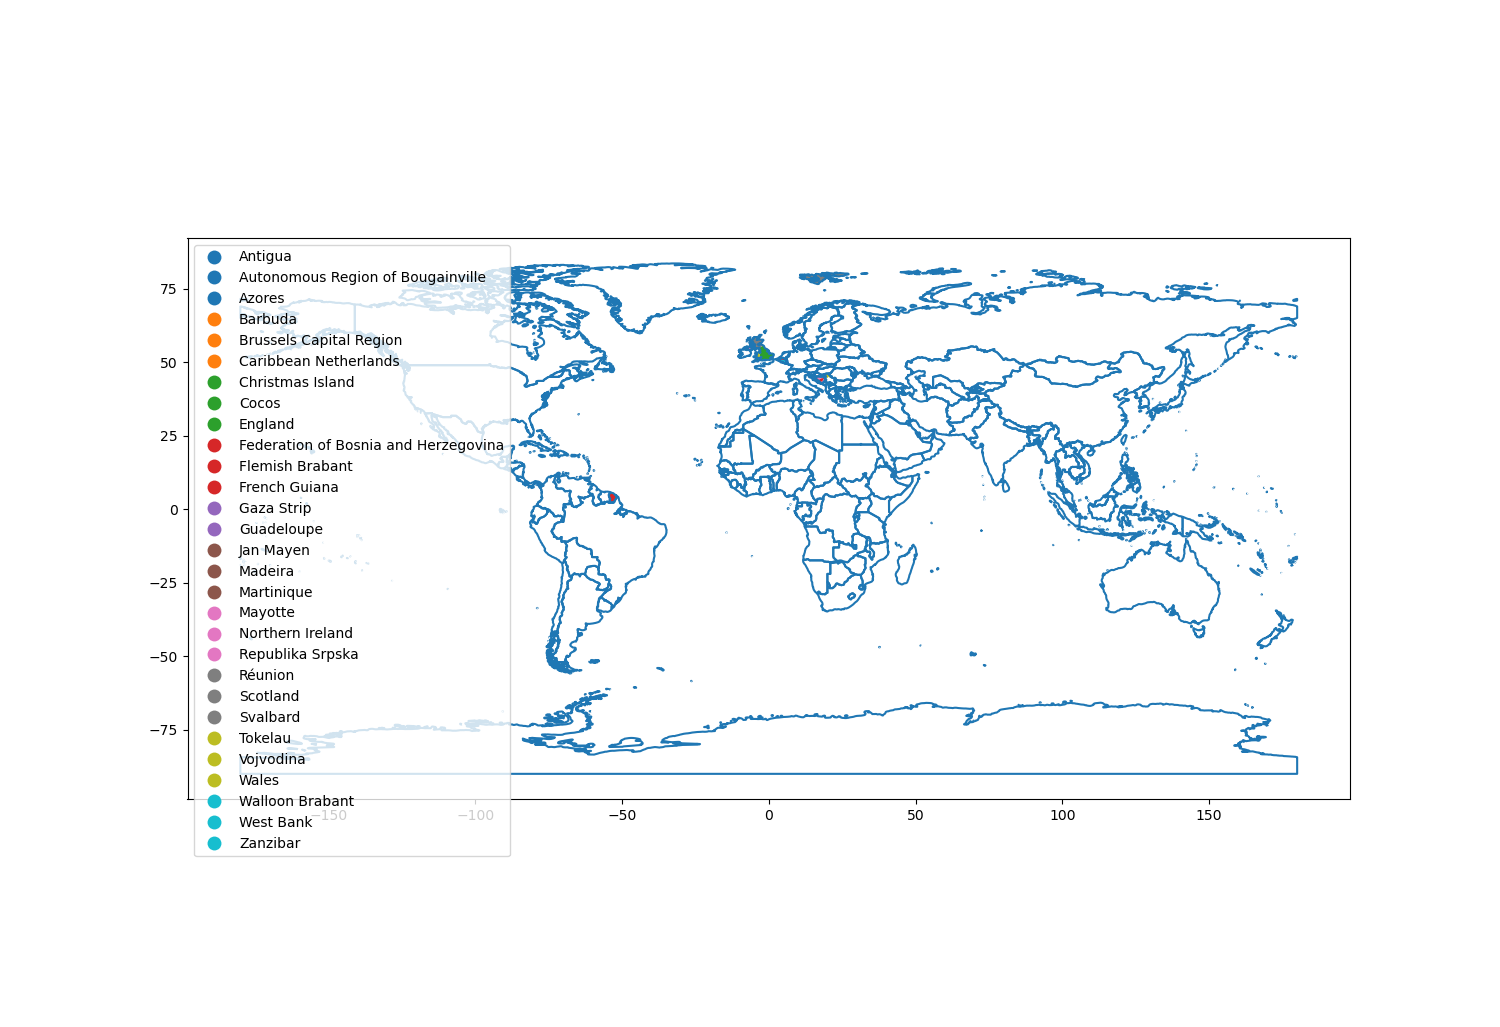 Antigua
Autonomous Region of Bougainville
Azores
Barbuda
Brussels Capital Region
Caribbean Netherlands
Christmas Island
Cocos
England
Federation of Bosnia and Herzegovina
Flemish Brabant
French Guiana
Gaza Strip
Guadeloupe
Jan Mayen
Madeira
Martinique
Mayotte
Northern Ireland
Republika Srpska
Réunion
Scotland
Svalbard
Tokelau
Vojvodina
Wales
Walloon Brabant
West Bank
Zanzibar
75
50
25
0
−25
−50
−75
−150 −100 −50 0 50 100 150